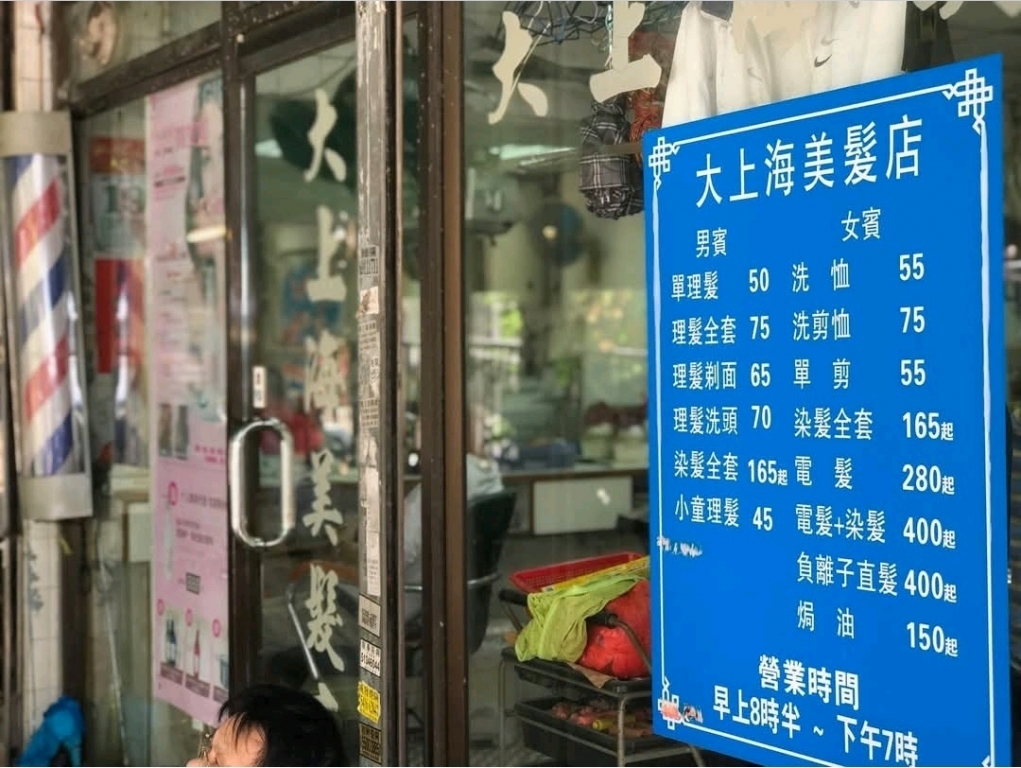 大上
大上海美髮
大上海美髮店
男賓 女賓
單理髮 50 洗恤 55
理髮全套 75 洗剪恤 75
理髮剃面 65 單剪 55
理髮洗頭 70 染髮全套 165起
染髮全套 165起 電髮 280起
小童理髮 45 電髮+染髮 400起
負離子直髮 400起
焗油 150起
營業時間
早上8時半 ~ 下午7時